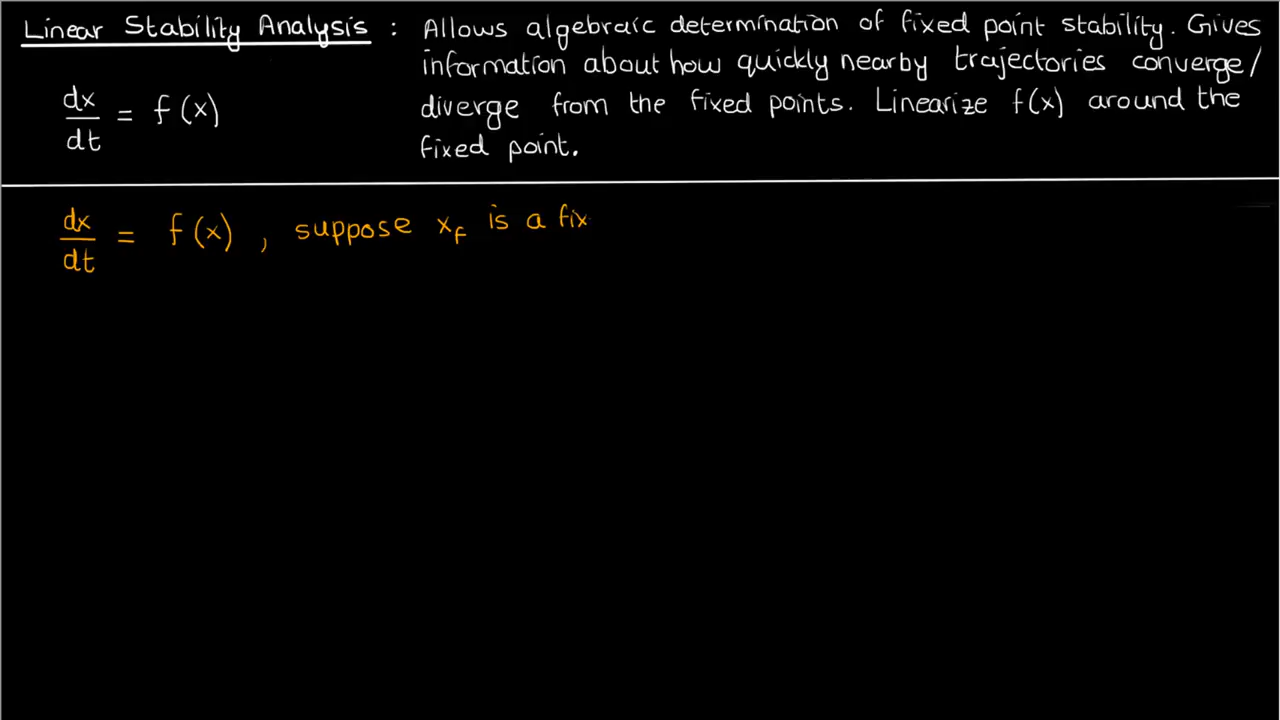 Linear Stability Analysis : Allows algebraic determination of fixed point stability. Gives
information about how quickly nearby trajectories converge/
dx/dt = f(x) diverge from the fixed points. Linearize f(x) around the
fixed point.
dx/dt = f(x) , suppose x_f is a fix